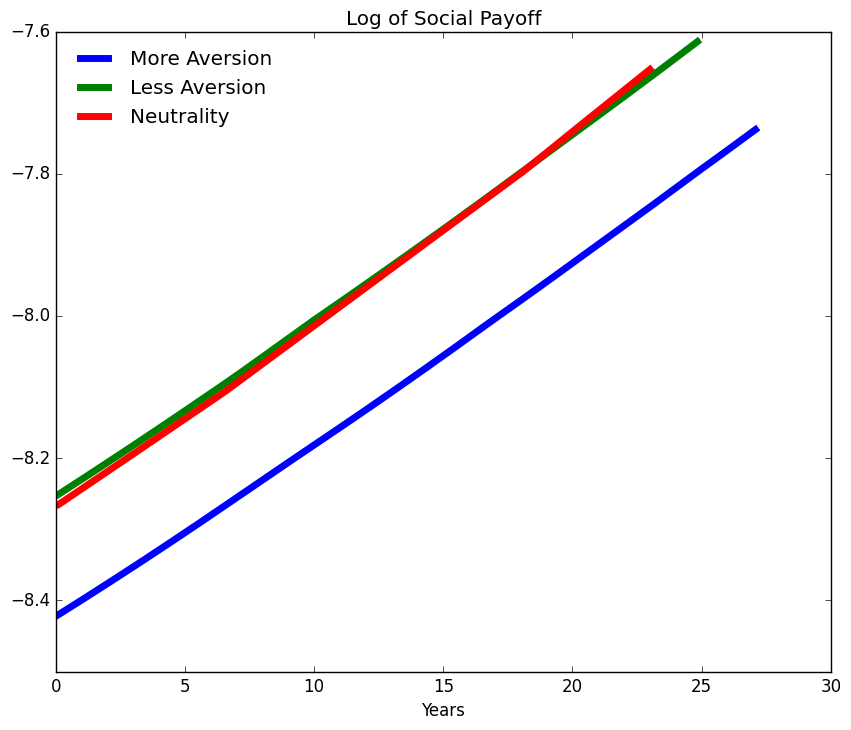 Log of Social Payoff
−7.6
More Aversion
Less Aversion
Neutrality
−7.8
−8.0
−8.2
−8.4
0 5 10 15 20 25 30
Years